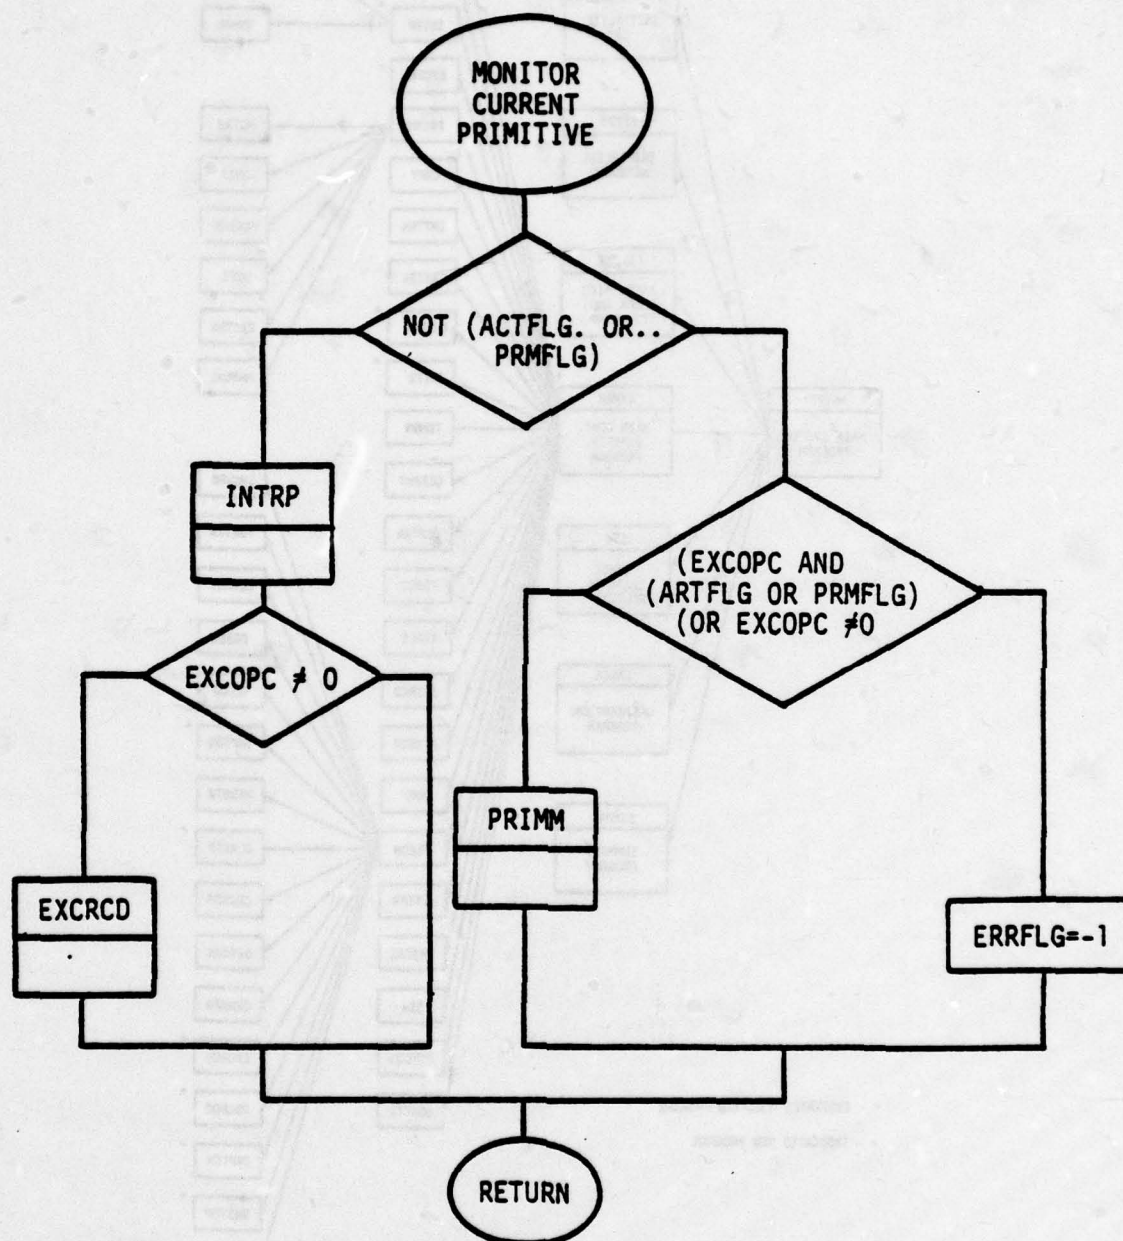 MONITOR
CURRENT
PRIMITIVE
NOT (ACTFLG. OR..
PRMFLG)
INTRP
(EXCOPC AND
(ARTFLG OR PRMFLG)
(OR EXCOPC ≠0
EXCOPC ≠ 0
PRIMM
EXCRCD
ERRFLG=-1
RETURN